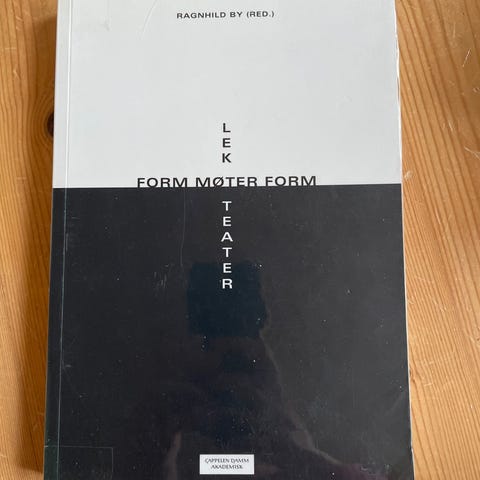 RAGNHILD BY (RED.)
LEK
FORM MØTER FORM
TEATER
CAPPELEN DAMM
AKADEMISK